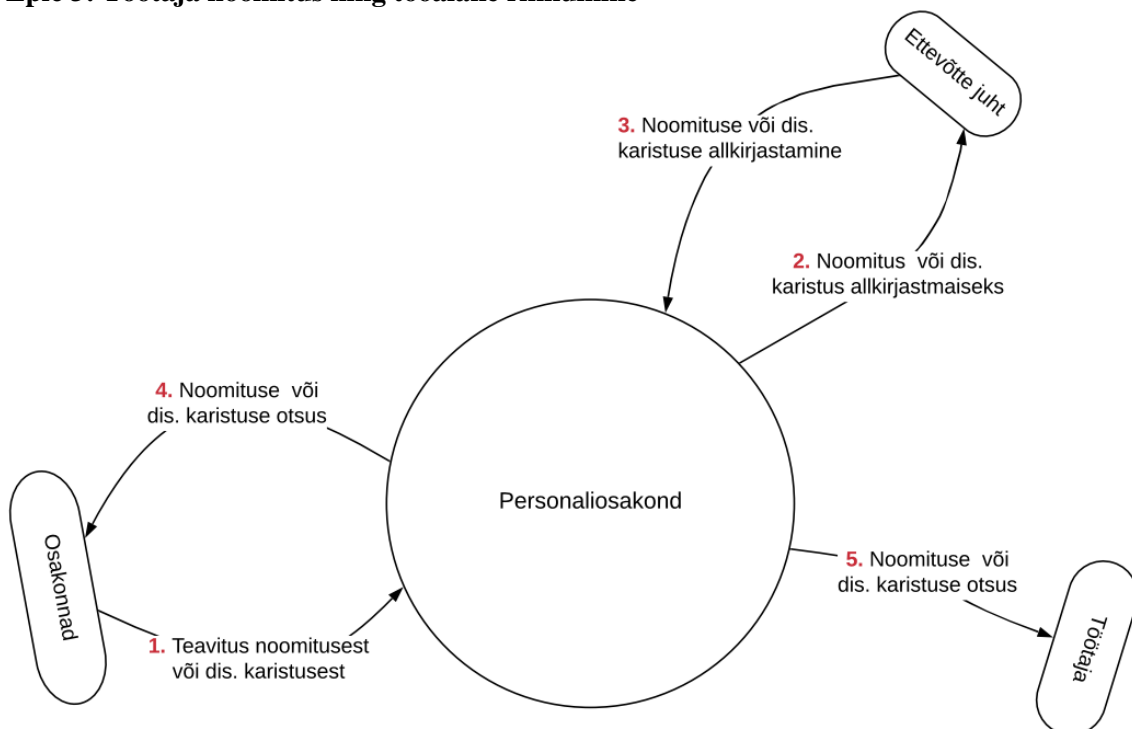 Ettevõtte juht
3. Noomituse või dis.
karistuse allkirjastamine
2. Noomitus või dis.
karistus allkirjastmaiseks
4. Noomituse või
dis. karistuse otsus
Personaliosakond
Osakonnad
5. Noomituse või
dis. karistuse otsus
1. Teavitus noomitusest
või dis. karistusest
Töötaja